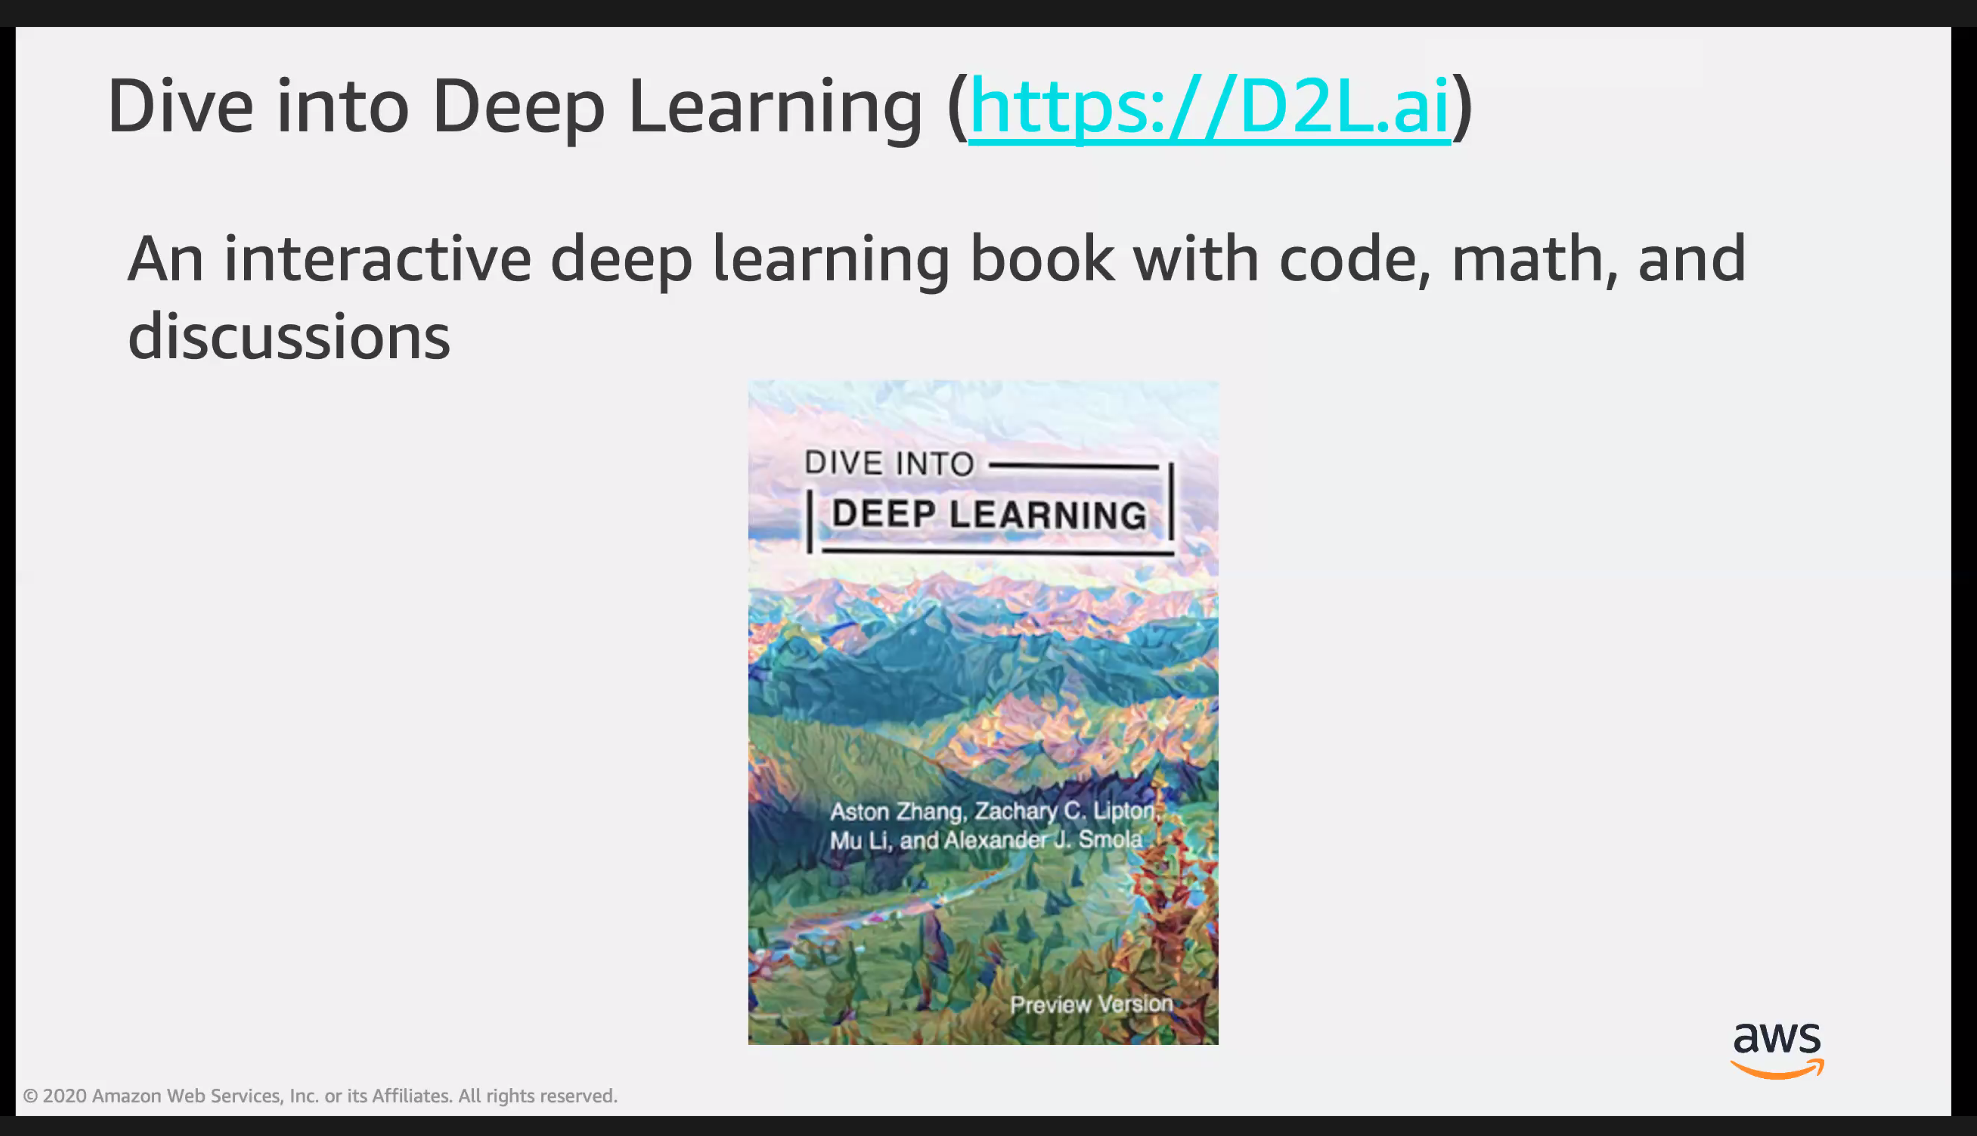 Dive into Deep Learning (https://D2L.ai)
An interactive deep learning book with code, math, and
discussions
DIVE INTO
DEEP LEARNING
Aston Zhang, Zachary C. Lipton,
Mu Li, and Alexander J. Smola
Preview Version
aws
© 2020 Amazon Web Services, Inc. or its Affiliates. All rights reserved.